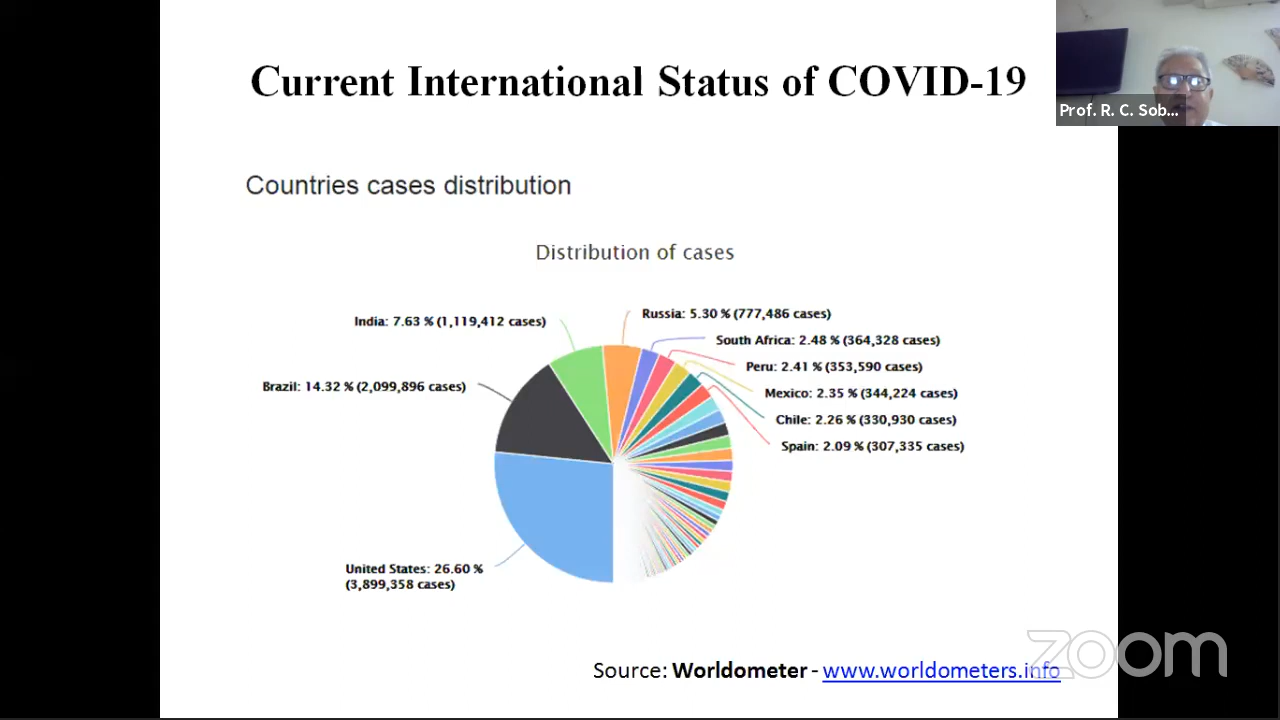 Current International Status of COVID-19
Prof. R. C. Sob...
Countries cases distribution
Distribution of cases
India: 7.63 % (1,119,412 cases)
Russia: 5.30 % (777,486 cases)
South Africa: 2.48 % (364,328 cases)
Peru: 2.41 % (353,590 cases)
Brazil: 14.32 % (2,099,896 cases)
Mexico: 2.35 % (344,224 cases)
Chile: 2.26 % (330,930 cases)
Spain: 2.09 % (307,335 cases)
United States: 26.60 %
(3,899,358 cases)
Source: Worldometer - www.worldometers.info
zoom